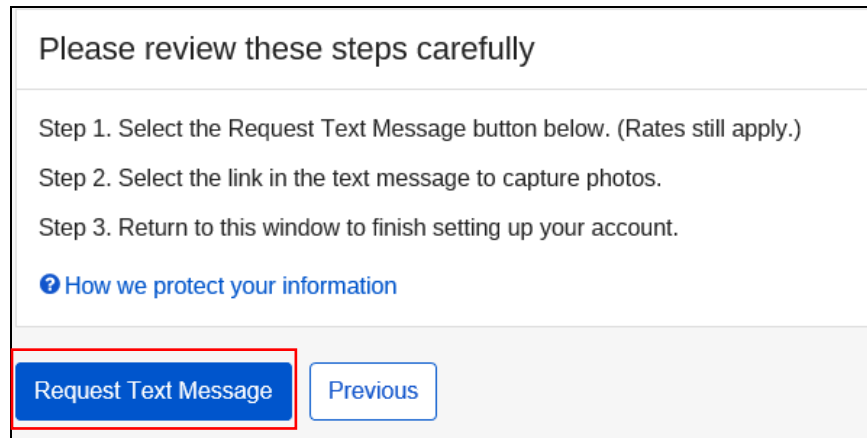 Please review these steps carefully
Step 1. Select the Request Text Message button below. (Rates still apply.)
Step 2. Select the link in the text message to capture photos.
Step 3. Return to this window to finish setting up your account.
How we protect your information
Request Text Message
Previous